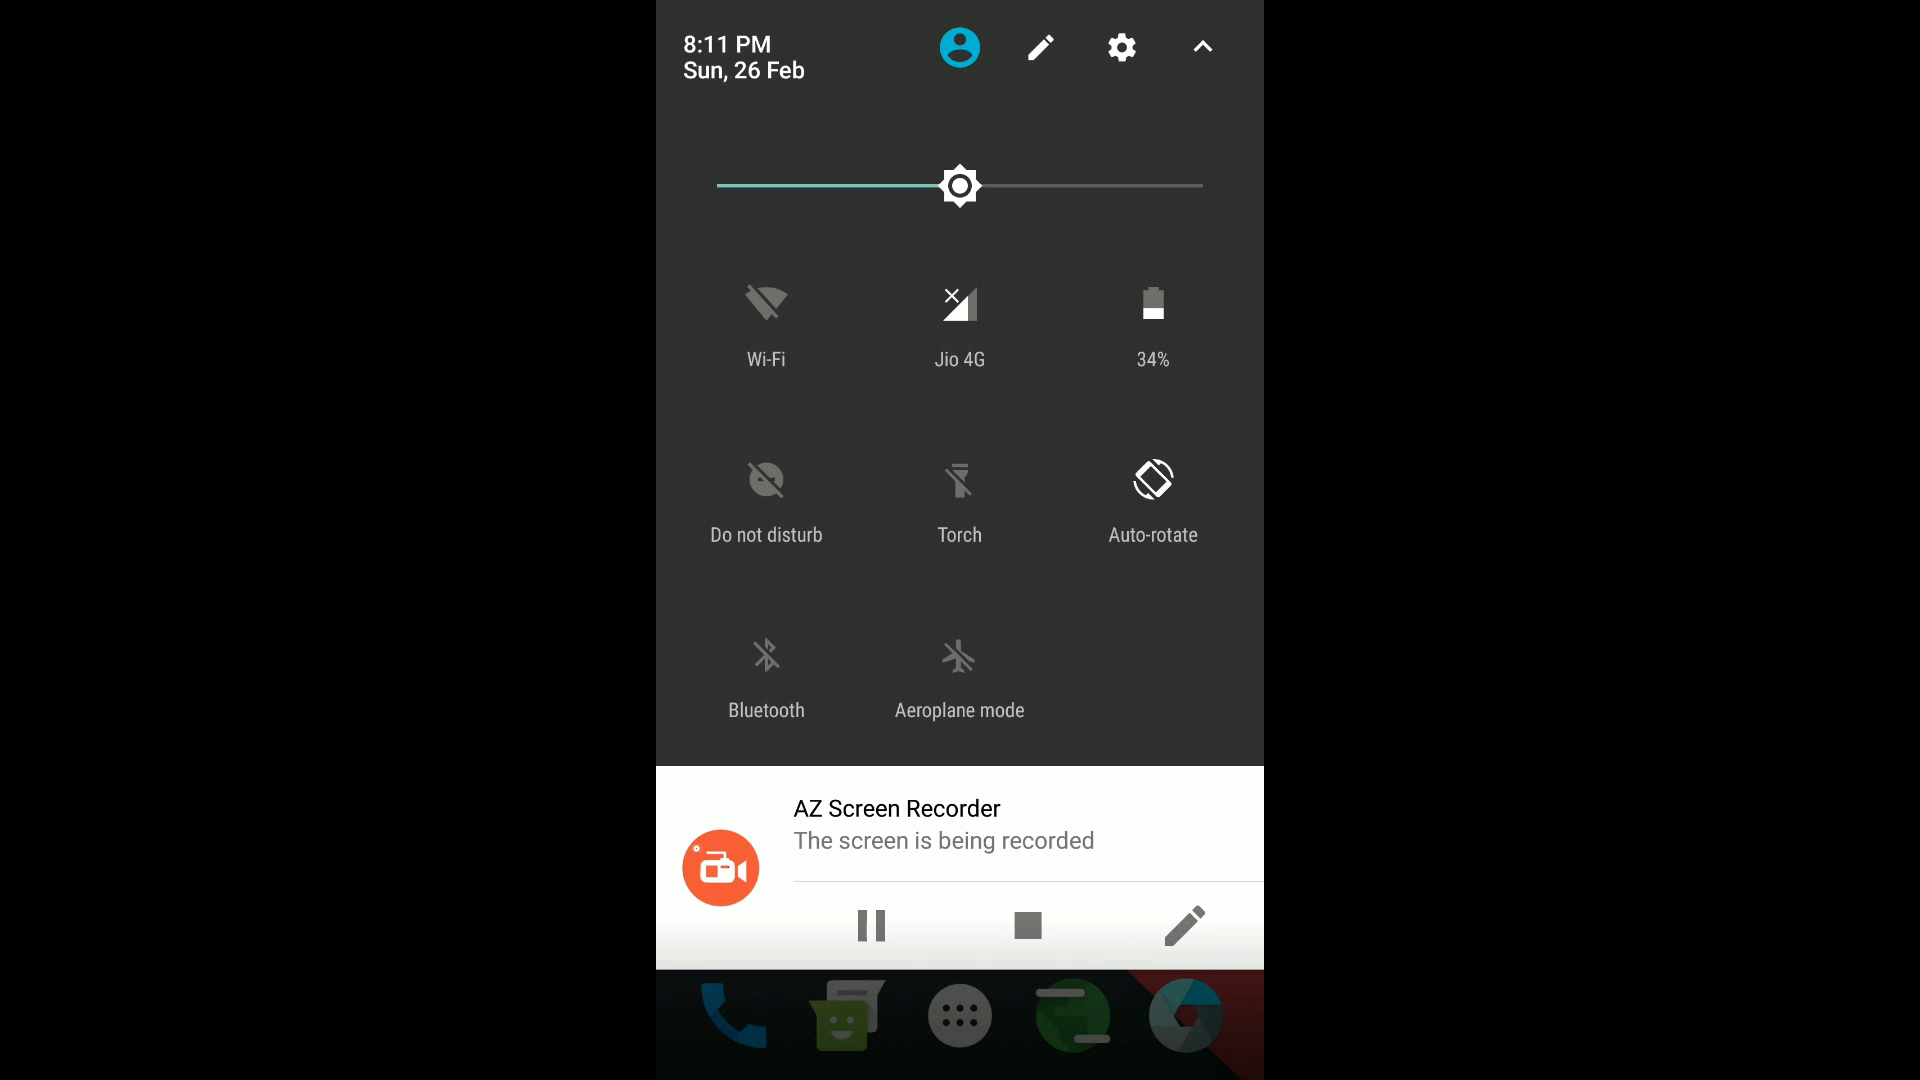 8:11 PM
Sun, 26 Feb
Wi-Fi
Jio 4G
34%
Do not disturb
Torch
Auto-rotate
Bluetooth
Aeroplane mode
AZ Screen Recorder
The screen is being recorded